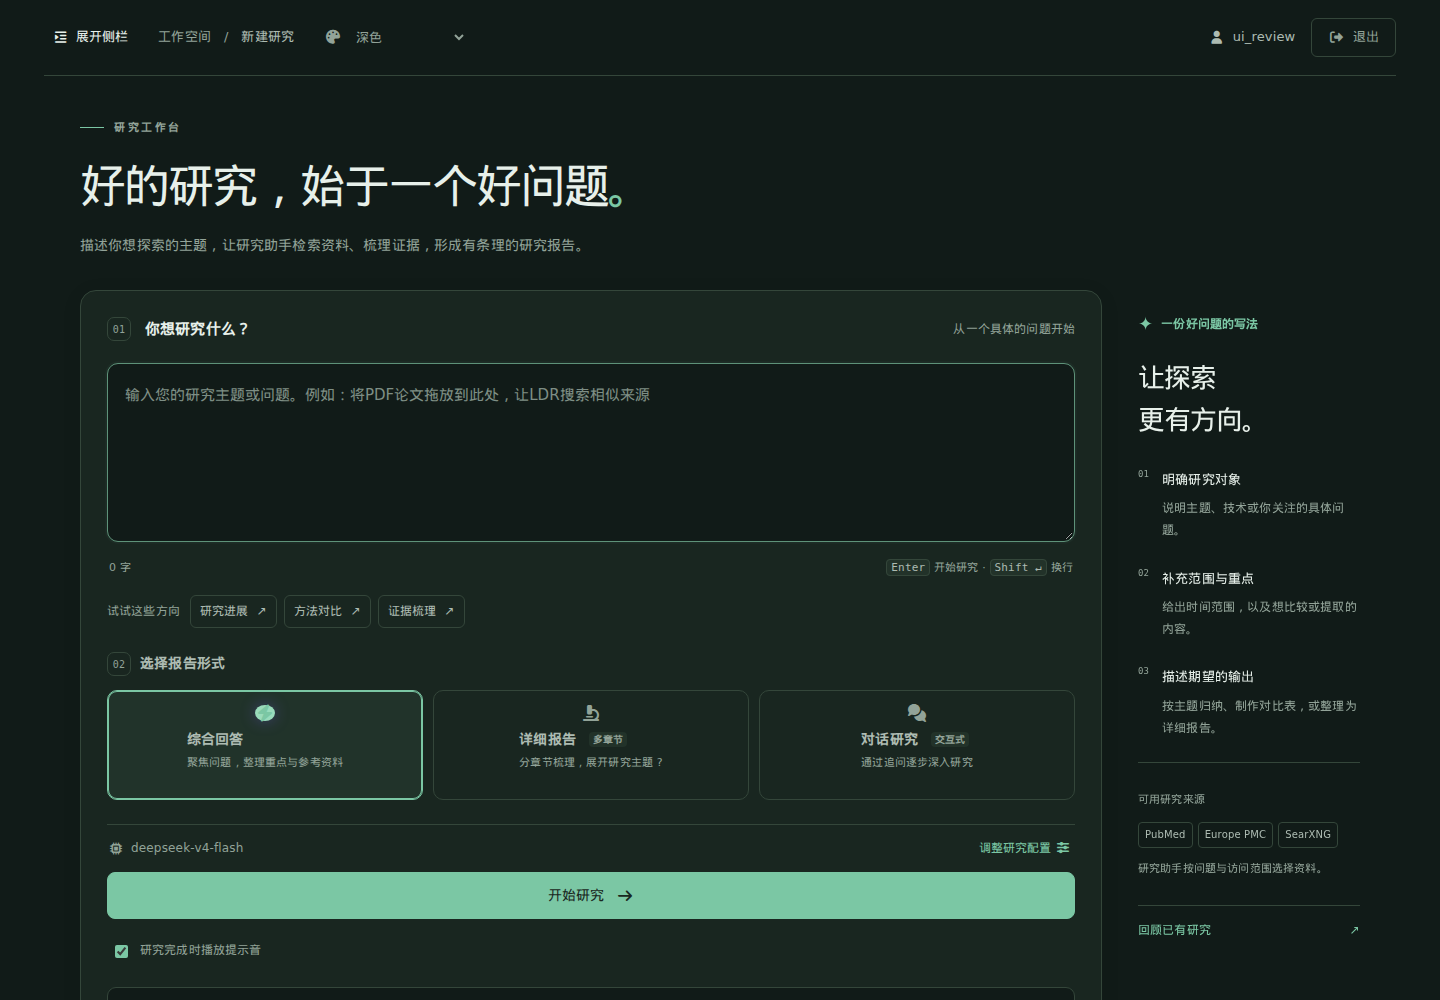 展开侧栏
工作空间 / 新建研究
深色
ui_review
退出
研究工作台
好的研究，始于一个好问题。
描述你想探索的主题，让研究助手检索资料、梳理证据，形成有条理的研究报告。
01 你想研究什么？
从一个具体的问题开始
输入您的研究主题或问题。例如：将PDF论文拖放到此处，让LDR搜索相似来源
0 字
Enter 开始研究 · Shift ↵ 换行
试试这些方向 研究进展 ↗ 方法对比 ↗ 证据梳理 ↗
02 选择报告形式
综合回答
聚焦问题，整理重点与参考资料
详细报告 多章节
分章节梳理，展开研究主题？
对话研究 交互式
通过追问逐步深入研究
deepseek-v4-flash
调整研究配置
开始研究 →
研究完成时播放提示音
一份好问题的写法
让探索
更有方向。
01 明确研究对象
说明主题、技术或你关注的具体问
题。
02 补充范围与重点
给出时间范围，以及想比较或提取的
内容。
03 描述期望的输出
按主题归纳、制作对比表，或整理为
详细报告。
可用研究来源
PubMed Europe PMC SearXNG
研究助手按问题与访问范围选择资料。
回顾已有研究 ↗